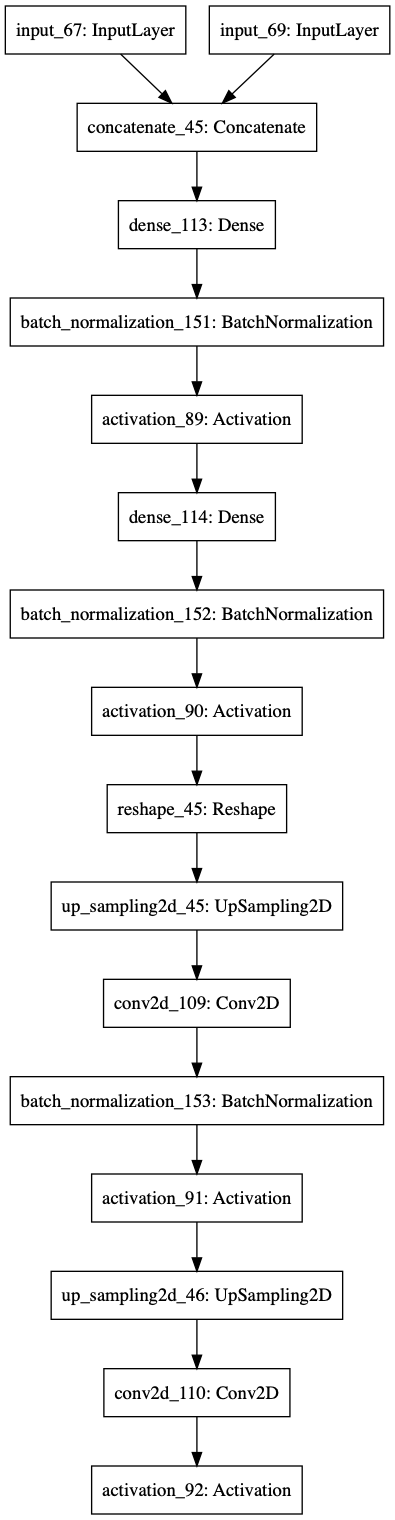 input_67: InputLayer
input_69: InputLayer
concatenate_45: Concatenate
dense_113: Dense
batch_normalization_151: BatchNormalization
activation_89: Activation
dense_114: Dense
batch_normalization_152: BatchNormalization
activation_90: Activation
reshape_45: Reshape
up_sampling2d_45: UpSampling2D
conv2d_109: Conv2D
batch_normalization_153: BatchNormalization
activation_91: Activation
up_sampling2d_46: UpSampling2D
conv2d_110: Conv2D
activation_92: Activation